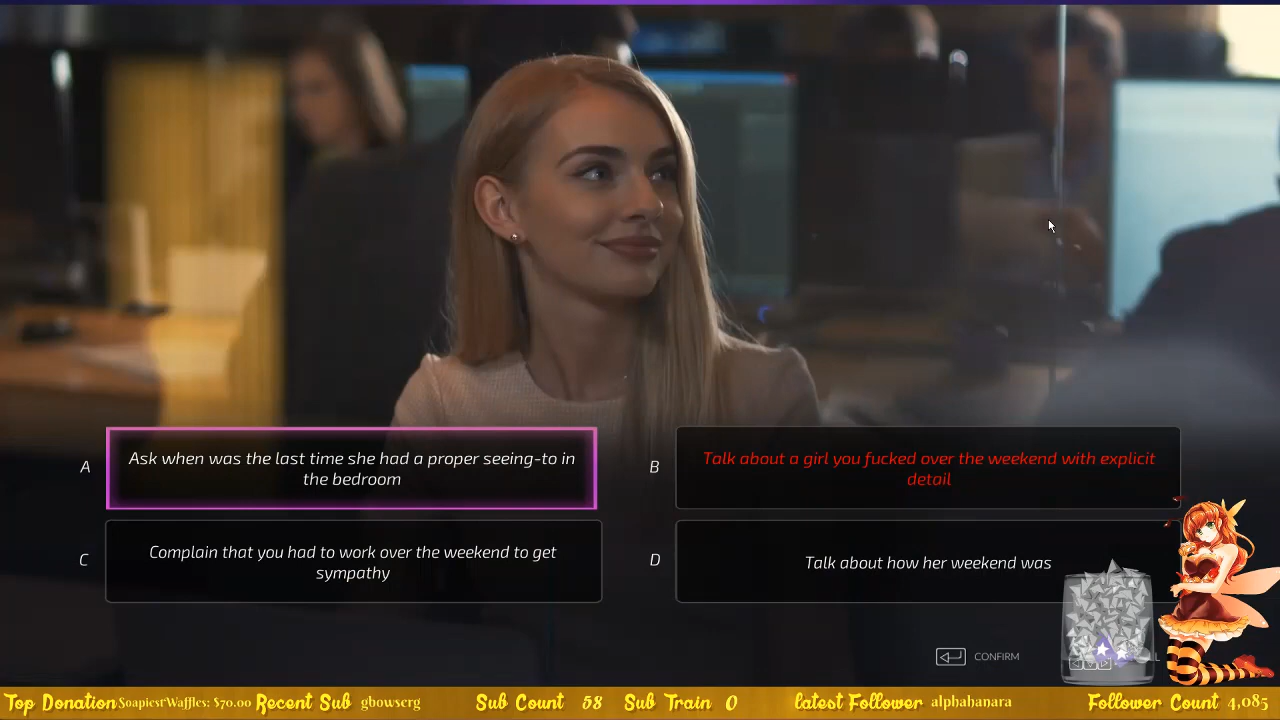 A
Ask when was the last time she had a proper seeing-to in
the bedroom
B
Talk about a girl you fucked over the weekend with explicit
detail
C
Complain that you had to work over the weekend to get
sympathy
D
Talk about how her weekend was
CONFIRM
Top Donation SoapiestWaffles: $70.00 Recent Sub gbowserg Sub Count 58 Sub Train 0 latest Follower alphabanara Follower Count 4,085